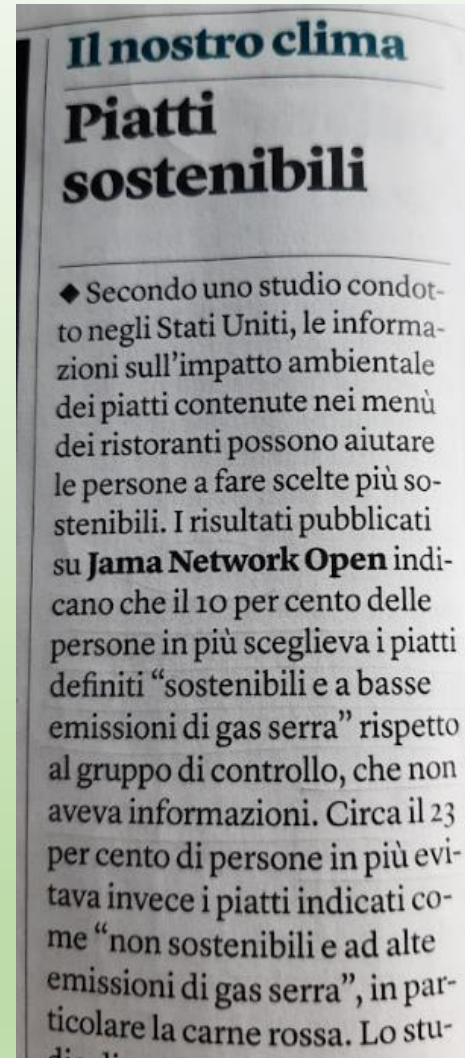 Il nostro clima
Piatti
sostenibili
◆ Secondo uno studio condot-
to negli Stati Uniti, le informa-
zioni sull'impatto ambientale
dei piatti contenute nei menù
dei ristoranti possono aiutare
le persone a fare scelte più so-
stenibili. I risultati pubblicati
su Jama Network Open indi-
cano che il 10 per cento delle
persone in più sceglieva i piatti
definiti “sostenibili e a basse
emissioni di gas serra” rispetto
al gruppo di controllo, che non
aveva informazioni. Circa il 23
per cento di persone in più evi-
tava invece i piatti indicati co-
me “non sostenibili e ad alte
emissioni di gas serra”, in par-
ticolare la carne rossa. Lo stu-